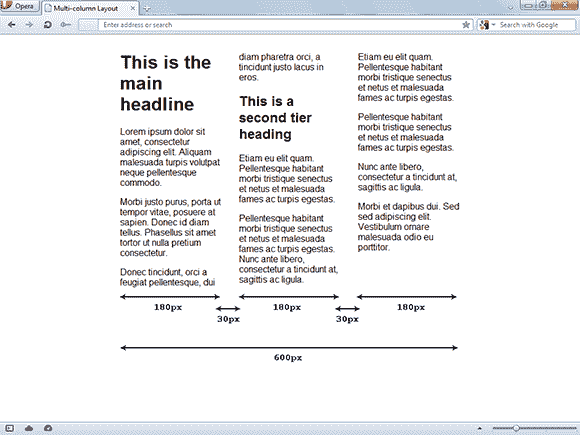 Opera
Multi-column Layout
Enter address or search
Search with Google
This is the
main
headline
Lorem ipsum dolor sit
amet, consectetur
adipiscing elit. Aliquam
malesuada turpis volutpat
neque pellentesque
commodo.
Morbi justo purus, porta ut
tempor vitae, posuere at
sapien. Donec id diam
tellus. Phasellus sit amet
tortor ut nulla pretium
consectetur.
Donec tincidunt, orci a
feugiat pellentesque, dui
diam pharetra orci, a
tincidunt justo lacus in
eros.
This is a
second tier
heading
Etiam eu elit quam.
Pellentesque habitant
morbi tristique senectus
et netus et malesuada
fames ac turpis egestas.
Pellentesque habitant
morbi tristique senectus
et netus et malesuada
fames ac turpis egestas.
Nunc ante libero,
consectetur a tincidunt at,
sagittis ac ligula.
Etiam eu elit quam.
Pellentesque habitant
morbi tristique senectus
et netus et malesuada
fames ac turpis egestas.
Pellentesque habitant
morbi tristique senectus
et netus et malesuada
fames ac turpis egestas.
Nunc ante libero,
consectetur a tincidunt at,
sagittis ac ligula.
Morbi et dapibus dui. Sed
sed adipiscing elit.
Vestibulum ornare
malesuada odio eu
porttitor.
180px
180px
180px
30px
30px
600px